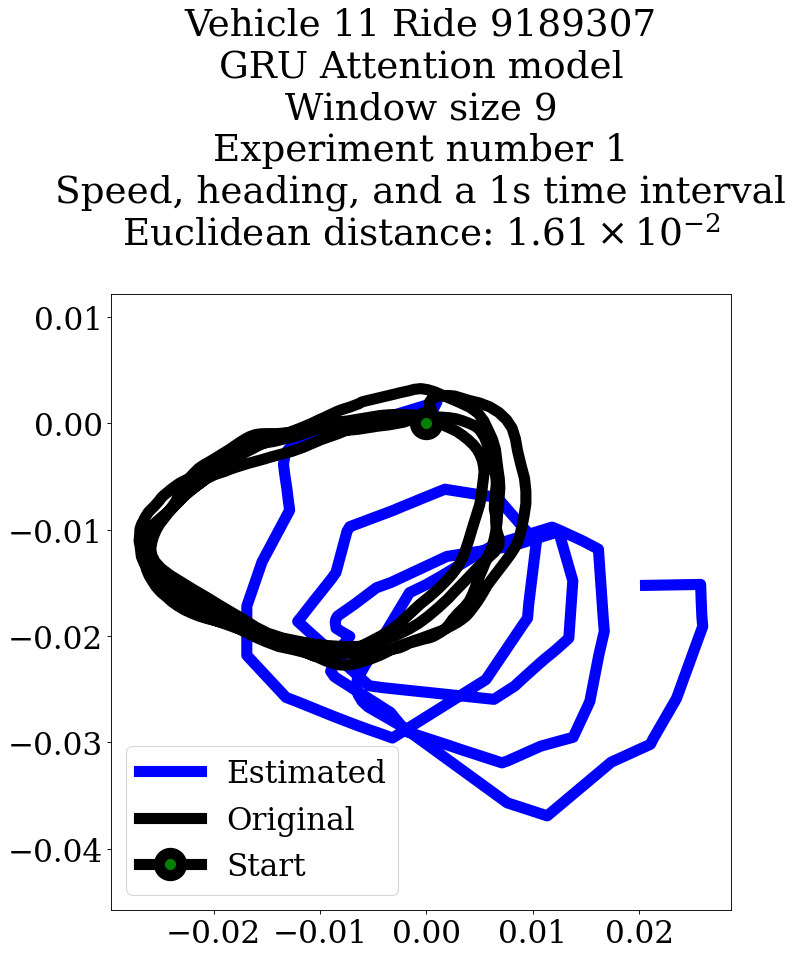 Vehicle 11 Ride 9189307
GRU Attention model
Window size 9
Experiment number 1
Speed, heading, and a 1s time interval
Euclidean distance: 1.61 × 10⁻²
0.01
0.00
−0.01
−0.02
−0.03
−0.04
Estimated
Original
Start
−0.02 −0.01 0.00 0.01 0.02